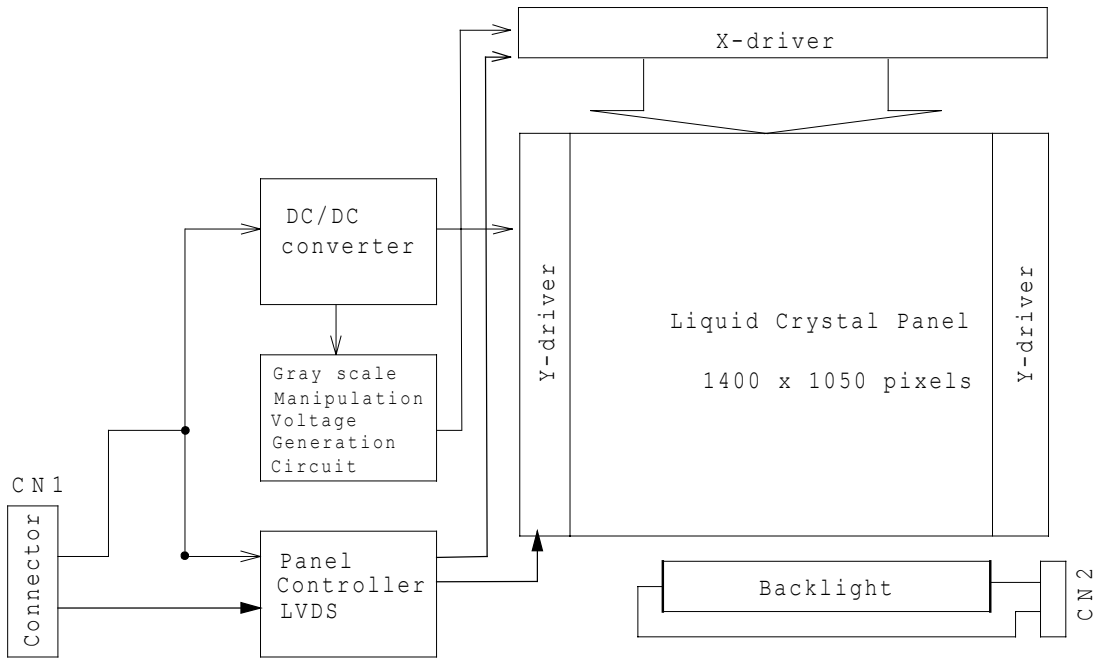 X-driver
DC/DC
converter
Y-driver
Liquid Crystal Panel
1400 x 1050 pixels
Y-driver
Gray scale
Manipulation
Voltage
Generation
Circuit
CN1
Connector
Panel
Controller
LVDS
Backlight
CN2